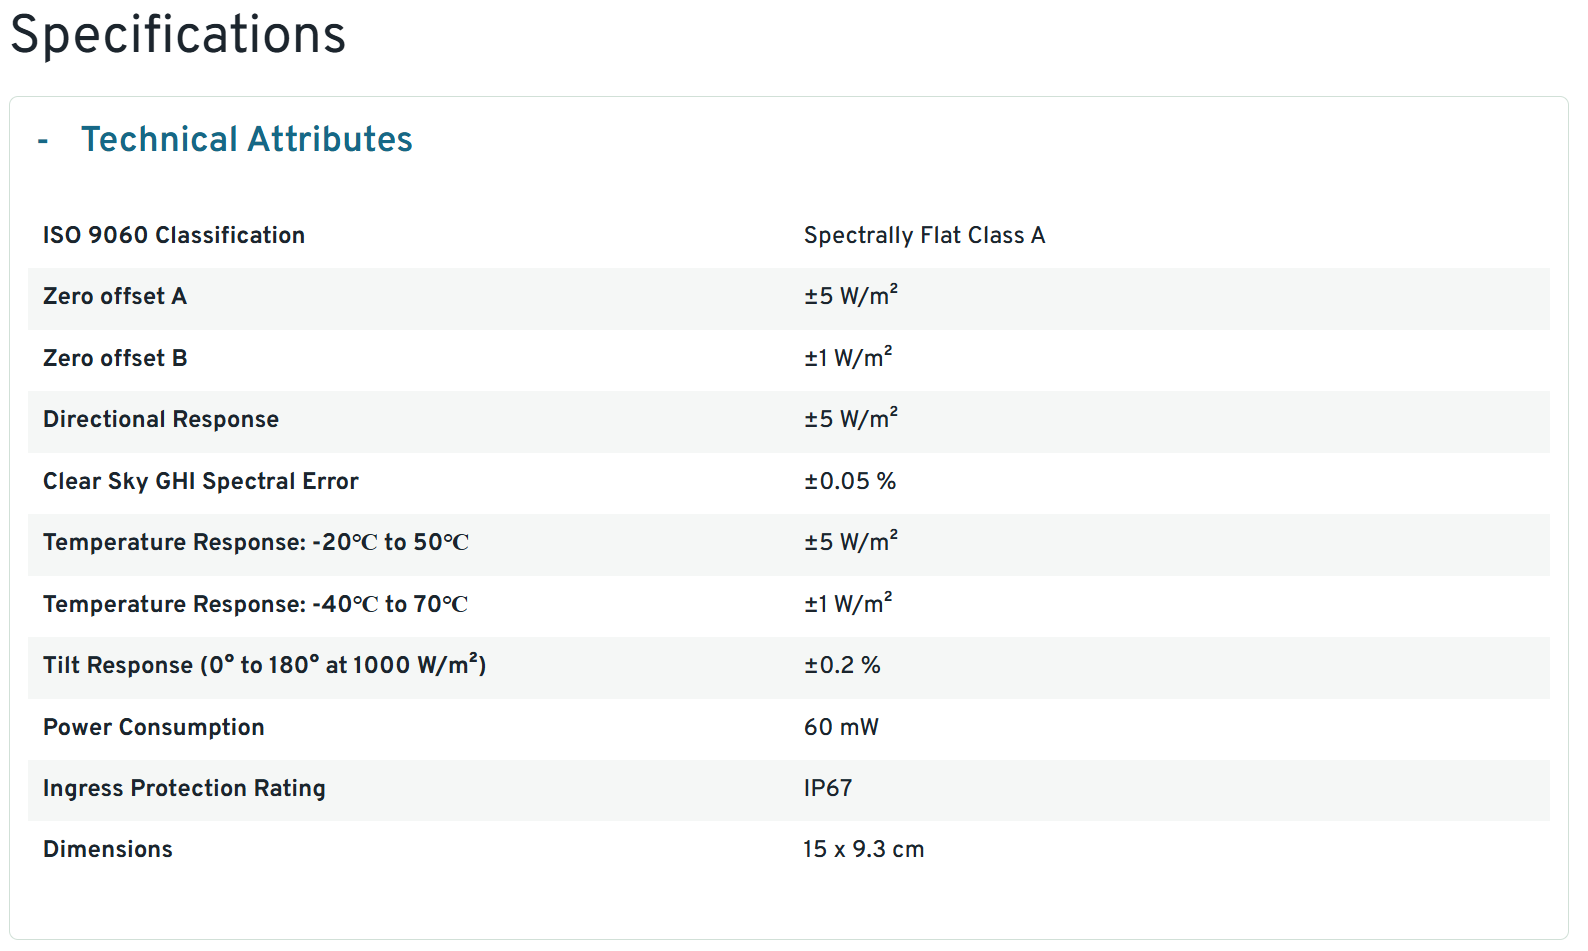 Specifications
- Technical Attributes
ISO 9060 Classification Spectrally Flat Class A
Zero offset A ±5 W/m²
Zero offset B ±1 W/m²
Directional Response ±5 W/m²
Clear Sky GHI Spectral Error ±0.05 %
Temperature Response: -20℃ to 50℃ ±5 W/m²
Temperature Response: -40℃ to 70℃ ±1 W/m²
Tilt Response (0° to 180° at 1000 W/m²) ±0.2 %
Power Consumption 60 mW
Ingress Protection Rating IP67
Dimensions 15 x 9.3 cm